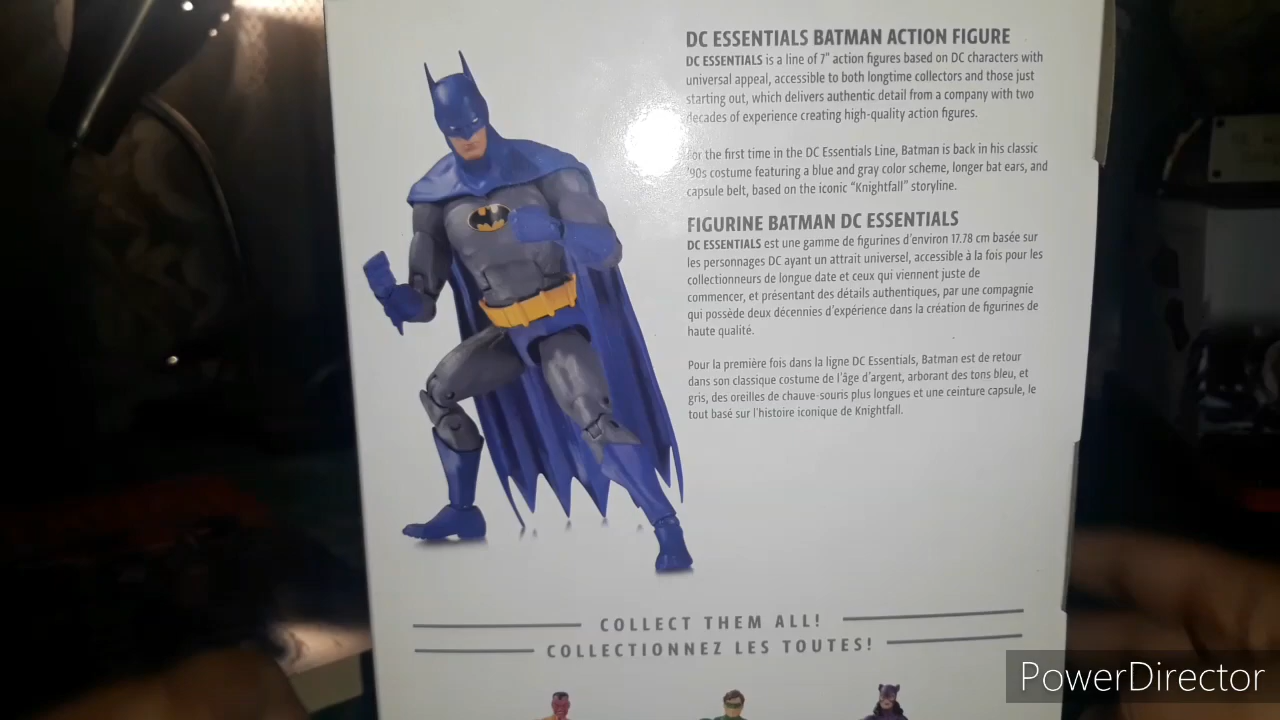 DC ESSENTIALS BATMAN ACTION FIGURE
DC ESSENTIALS is a line of 7" action figures based on DC characters with
universal appeal, accessible to both longtime collectors and those just
starting out, which delivers authentic detail from a company with two
decades of experience creating high-quality action figures.
For the first time in the DC Essentials Line, Batman is back in his classic
'90s costume featuring a blue and gray color scheme, longer bat ears, and
capsule belt, based on the iconic “Knightfall” storyline.
FIGURINE BATMAN DC ESSENTIALS
DC ESSENTIALS est une gamme de figurines d'environ 17.78 cm basée sur
les personnages DC ayant un attrait universel, accessible à la fois pour les
collectionneurs de longue date et ceux qui viennent juste de
commencer, et présentant des détails authentiques, par une compagnie
qui possède deux décennies d'expérience dans la création de figurines de
haute qualité.
Pour la première fois dans la ligne DC Essentials, Batman est de retour
dans son classique costume de l'âge d'argent, arborant des tons bleu, et
gris, des oreilles de chauve-souris plus longues et une ceinture capsule, le
tout basé sur l'histoire iconique de Knightfall.
COLLECT THEM ALL!
COLLECTIONNEZ LES TOUTES!
PowerDirector